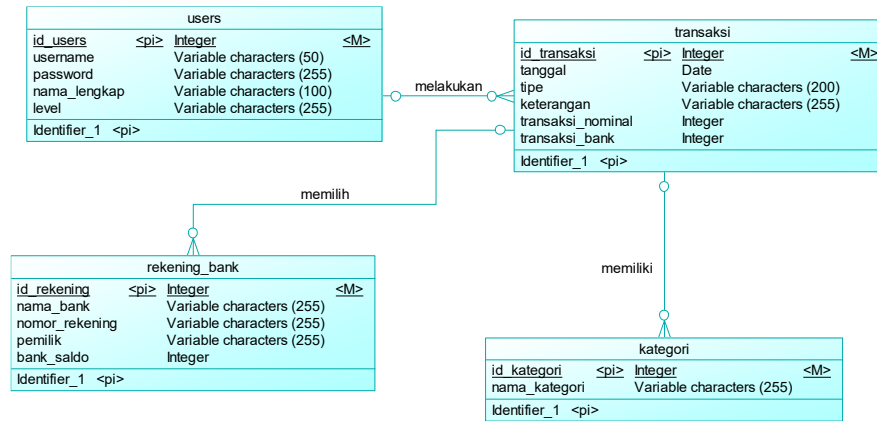 users
id_users <pi> Integer <M>
username Variable characters (50)
password Variable characters (255)
nama_lengkap Variable characters (100)
level Variable characters (255)
Identifier_1 <pi>
melakukan
transaksi
id_transaksi <pi> Integer <M>
tanggal Date
tipe Variable characters (200)
keterangan Variable characters (255)
transaksi_nominal Integer
transaksi_bank Integer
Identifier_1 <pi>
memilih
memiliki
rekening_bank
id_rekening <pi> Integer <M>
nama_bank Variable characters (255)
nomor_rekening Variable characters (255)
pemilik Variable characters (255)
bank_saldo Integer
Identifier_1 <pi>
kategori
id_kategori <pi> Integer <M>
nama_kategori Variable characters (255)
Identifier_1 <pi>